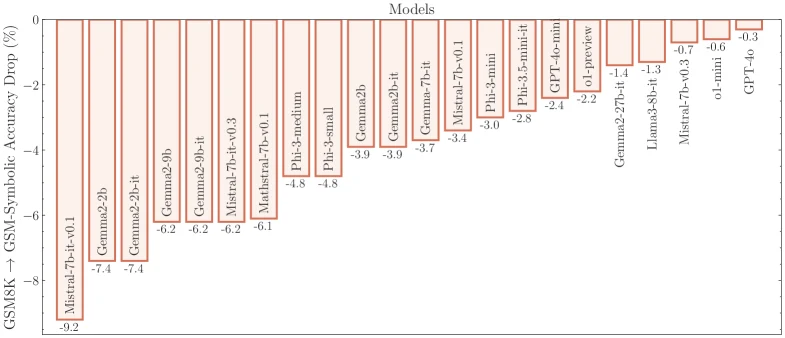 Models
GSM8K → GSM-Symbolic Accuracy Drop (%)
0
−2
−4
−6
−8
Mistral-7b-it-v0.1
-9.2
Gemma2-2b
-7.4
Gemma2-2b-it
-7.4
Gemma2-9b
-6.2
Gemma2-9b-it
-6.2
Mistral-7b-it-v0.3
-6.2
Mathstral-7b-v0.1
-6.1
Phi-3-medium
-4.8
Phi-3-small
-4.8
Gemma2b
-3.9
Gemma2b-it
-3.9
Gemma-7b-it
-3.7
Mistral-7b-v0.1
-3.4
Phi-3-mini
-3.0
Phi-3.5-mini-it
-2.8
GPT-4o-mini
-2.4
o1-preview
-2.2
-1.4
Gemma2-27b-it
-1.3
Llama3-8b-it
-0.7
Mistral-7b-v0.3
-0.6
o1-mini
-0.3
GPT-4o